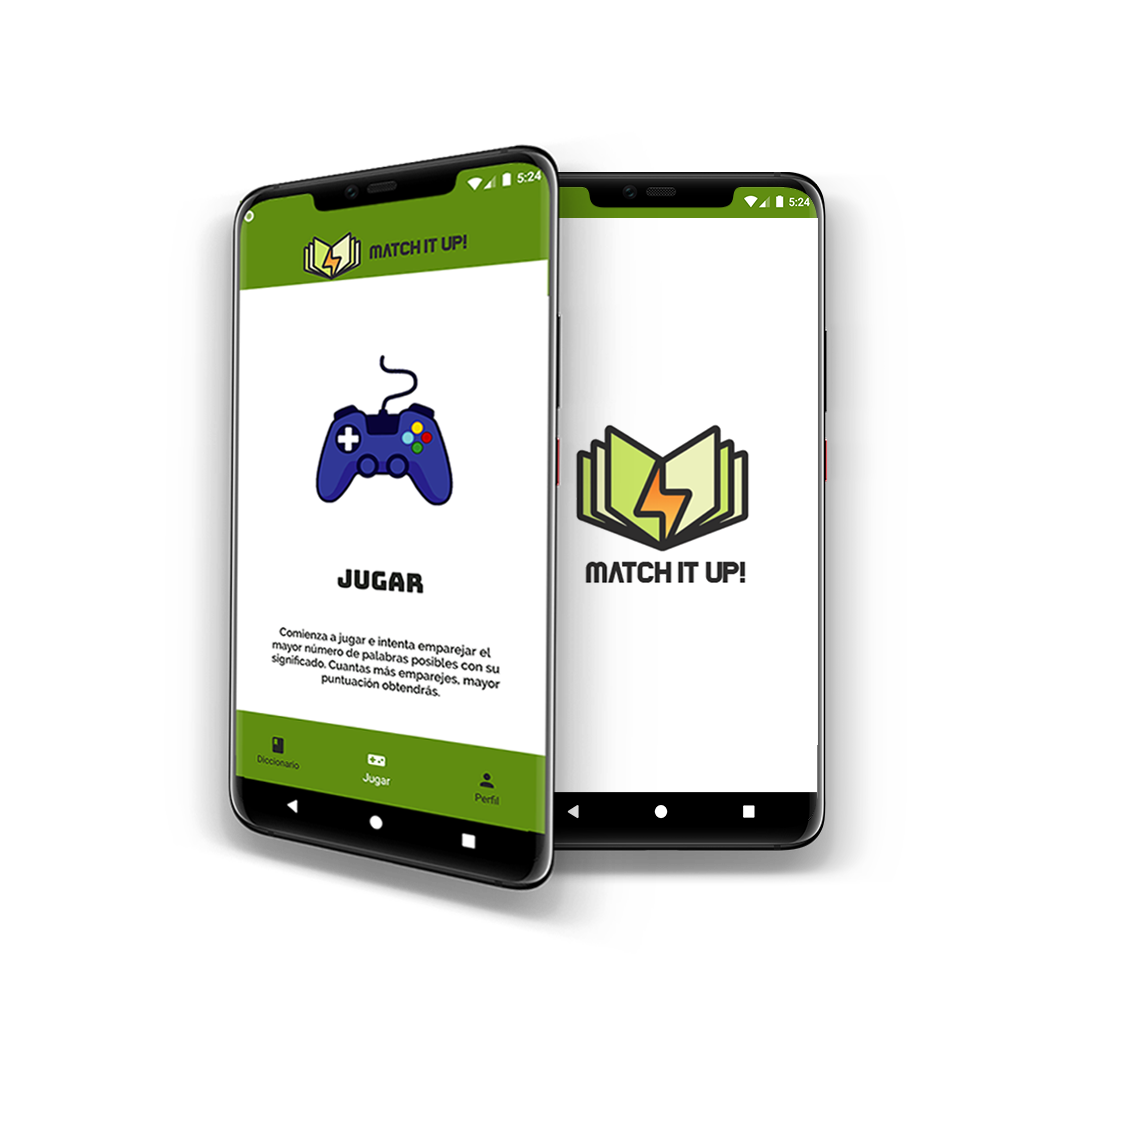 5:24
MATCH IT UP!
JUGAR
Comienza a jugar e intenta emparejar el
mayor número de palabras posibles con su
significado. Cuantas más emparejes, mayor
puntuación obtendrás.
Diccionario
Jugar
Perfil
5:24
MATCH IT UP!